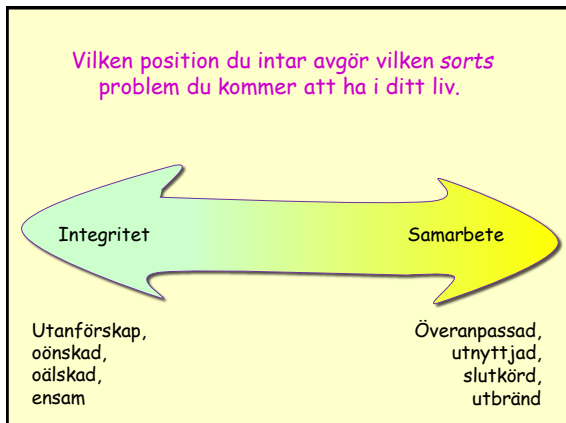 Vilken position du intar avgör vilken sorts
problem du kommer att ha i ditt liv.
Integritet
Samarbete
Utanförskap,
oönskad,
oälskad,
ensam
Överanpassad,
utnyttjad,
slutkörd,
utbränd